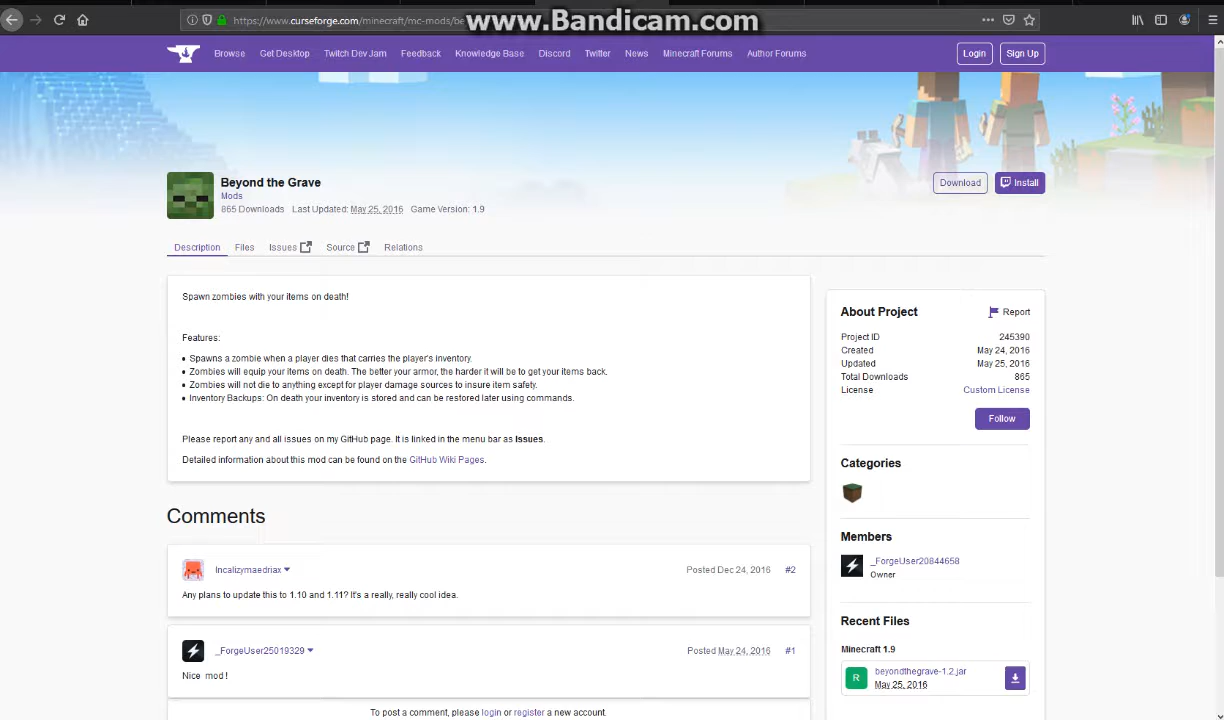 https://www.curseforge.com/minecraft/mc-mods/be
www.Bandicam.com
Browse Get Desktop Twitch Dev Jam Feedback Knowledge Base Discord Twitter News Minecraft Forums Author Forums Login Sign Up
Beyond the Grave
Mods
865 Downloads Last Updated: May 25, 2016 Game Version: 1.9
Download Install
Description Files Issues Source Relations
Spawn zombies with your items on death!
Features:
• Spawns a zombie when a player dies that carries the player's inventory.
• Zombies will equip your items on death. The better your armor, the harder it will be to get your items back.
• Zombies will not die to anything except for player damage sources to insure item safety.
• Inventory Backups: On death your inventory is stored and can be restored later using commands.
Please report any and all issues on my GitHub page. It is linked in the menu bar as Issues.
Detailed information about this mod can be found on the GitHub Wiki Pages.
Comments
Incalizymaedriax Posted Dec 24, 2016 #2
Any plans to update this to 1.10 and 1.11? It's a really, really cool idea.
_ForgeUser25019329 Posted May 24, 2016 #1
Nice mod !
To post a comment, please login or register a new account.
About Project Report
Project ID 245390
Created May 24, 2016
Updated May 25, 2016
Total Downloads 865
License Custom License
Follow
Categories
Members
_ForgeUser20844658
Owner
Recent Files
Minecraft 1.9
R beyondthegrave-1.2.jar
May 25, 2016